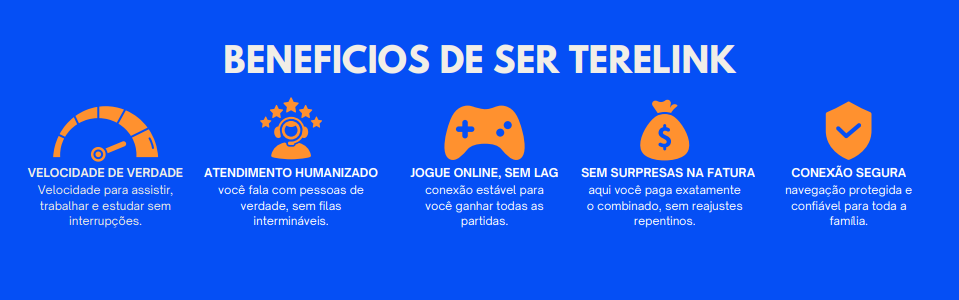 BENEFICIOS DE SER TERELINK
VELOCIDADE DE VERDADE
Velocidade para assistir,
trabalhar e estudar sem
interrupções.
ATENDIMENTO HUMANIZADO
você fala com pessoas de
verdade, sem filas
intermináveis.
JOGUE ONLINE, SEM LAG
conexão estável para
você ganhar todas as
partidas.
SEM SURPRESAS NA FATURA
aqui você paga exatamente
o combinado, sem reajustes
repentinos.
CONEXÃO SEGURA
navegação protegida e
confiável para toda a
família.